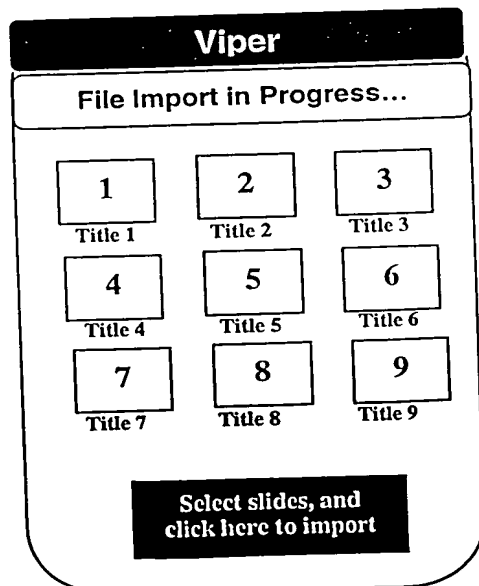 Viper
File Import in Progress...
1 2 3
Title 1 Title 2 Title 3
4 5 6
Title 4 Title 5 Title 6
7 8 9
Title 7 Title 8 Title 9
Select slides, and
click here to import